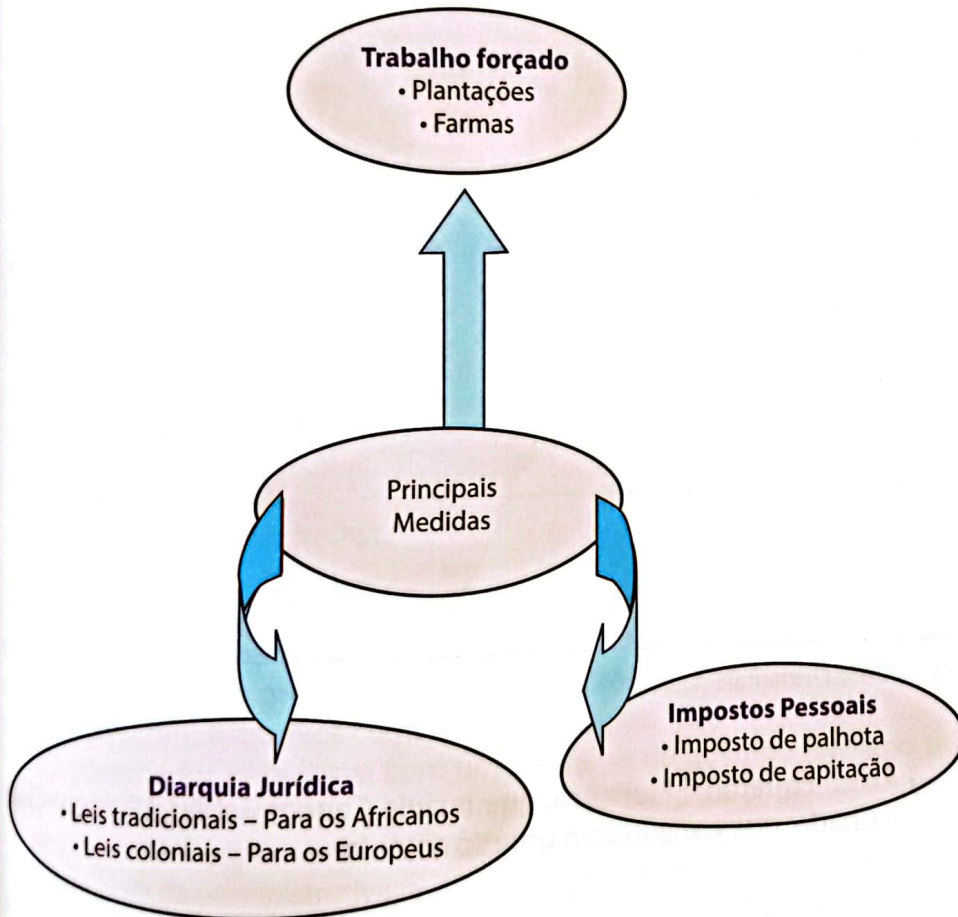 Trabalho forçado
• Plantações
• Farmas
Principais
Medidas
Diarquia Jurídica
• Leis tradicionais – Para os Africanos
• Leis coloniais – Para os Europeus
Impostos Pessoais
• Imposto de palhota
• Imposto de capitação